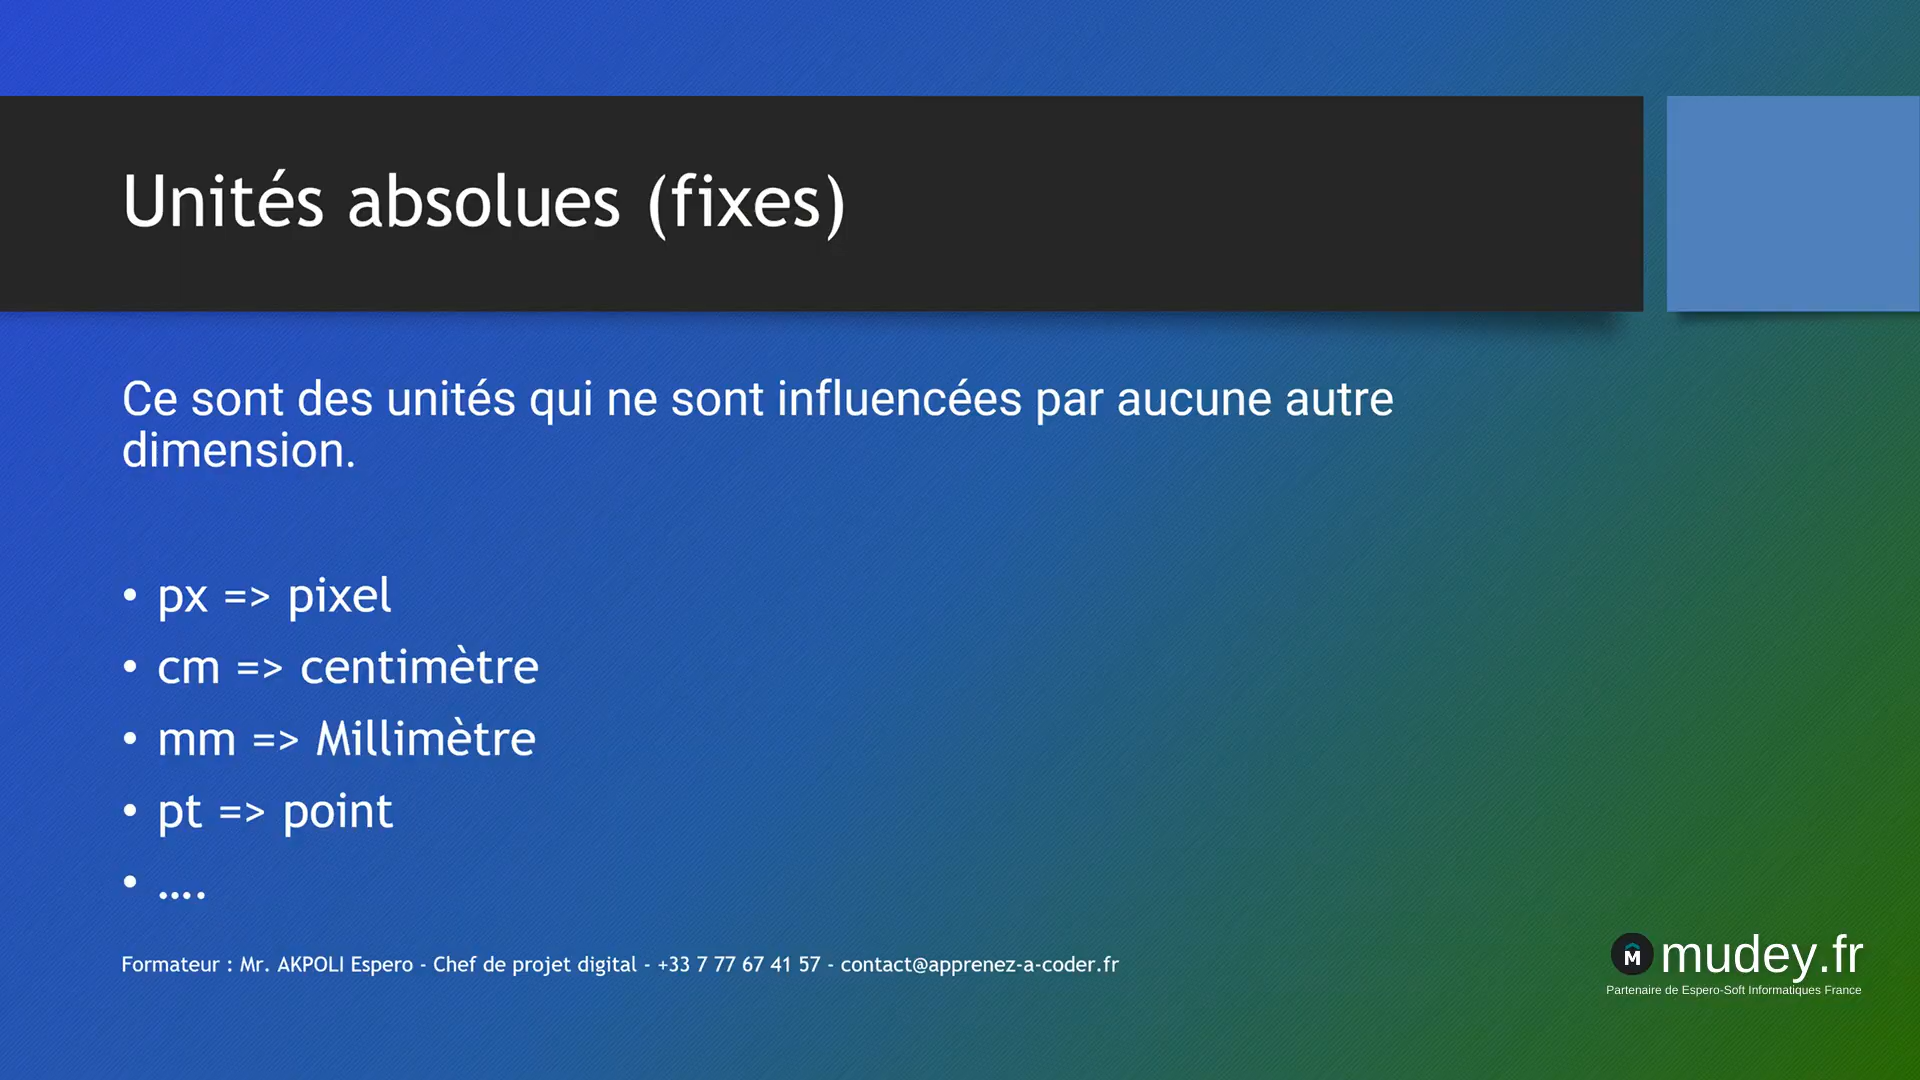 Unités absolues (fixes)
Ce sont des unités qui ne sont influencées par aucune autre
dimension.
• px => pixel
• cm => centimètre
• mm => Millimètre
• pt => point
• ....
Formateur : Mr. AKPOLI Espero - Chef de projet digital - +33 7 77 67 41 57 - contact@apprenez-a-coder.fr
M mudey.fr
Partenaire de Espero-Soft Informatiques France